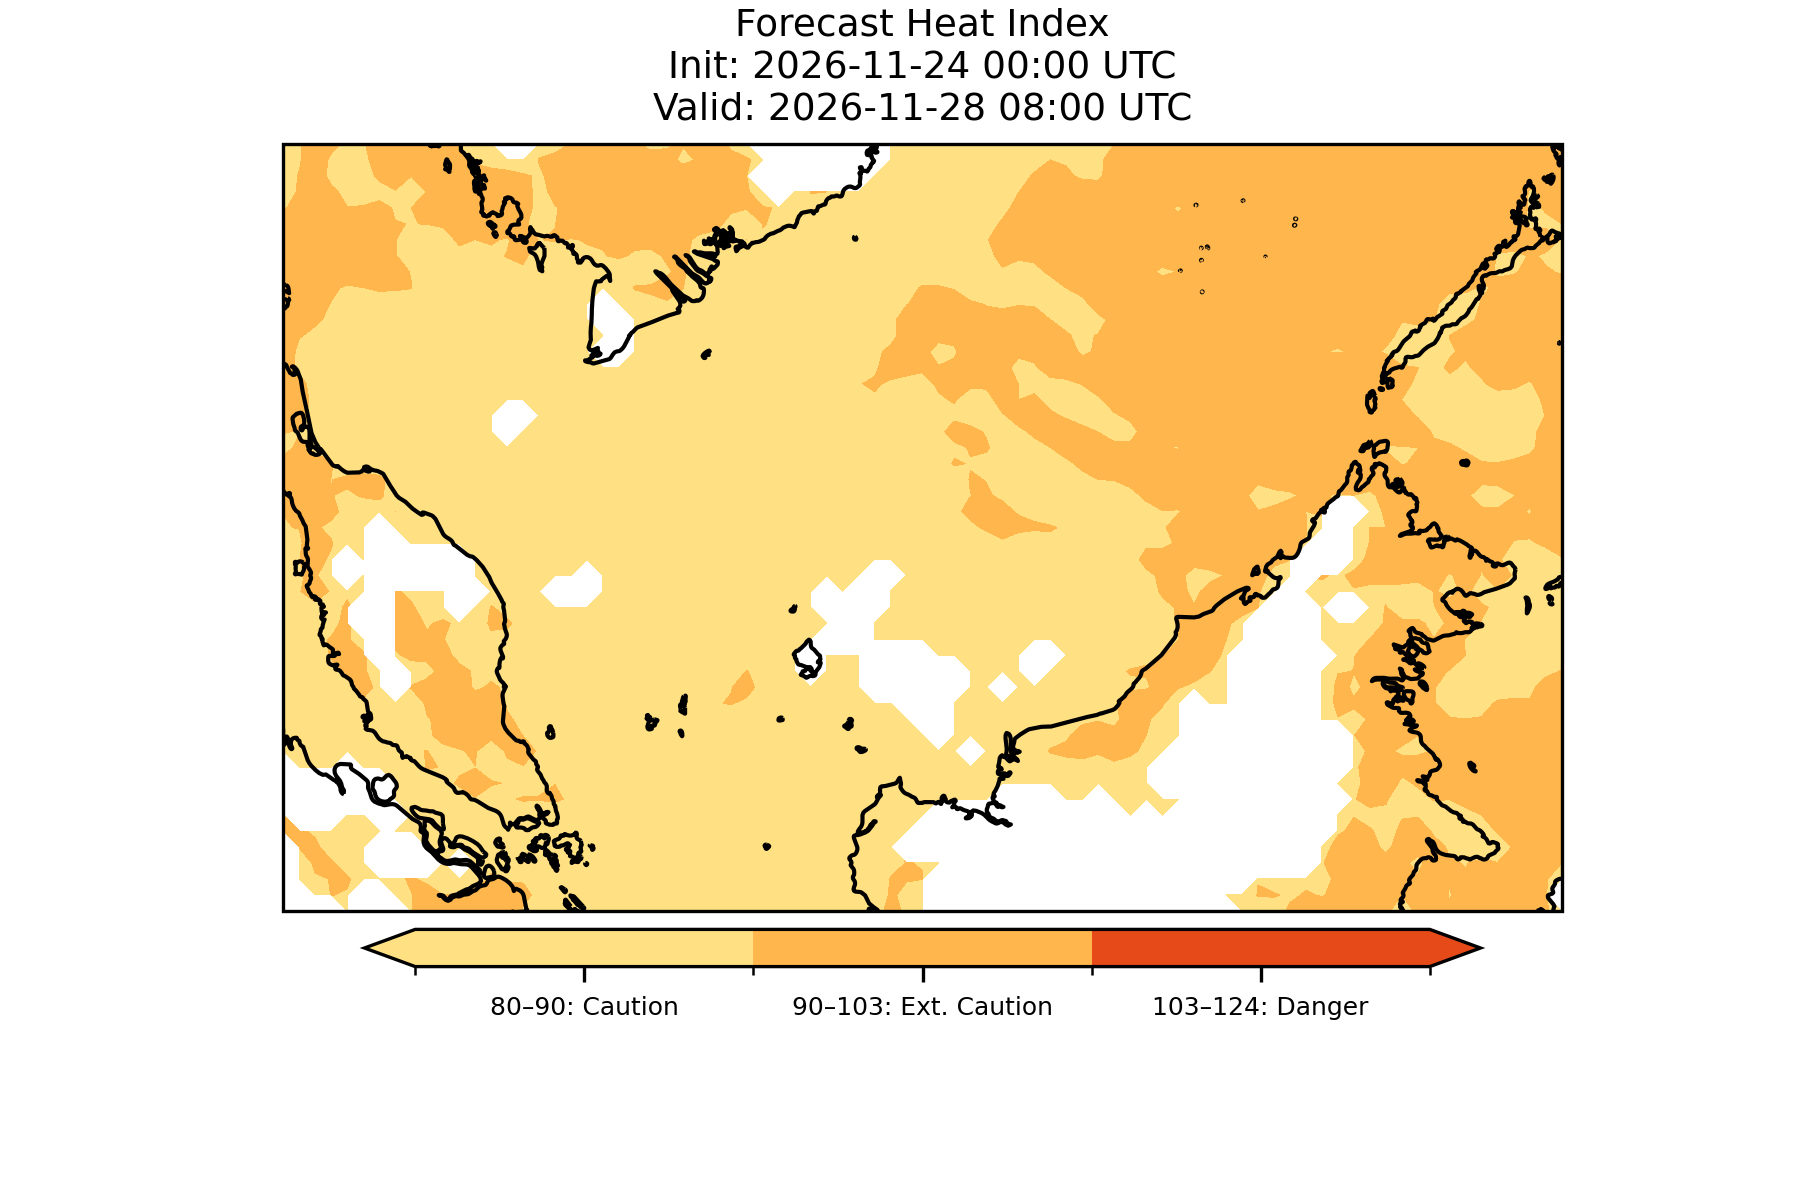 Forecast Heat Index
Init: 2026-11-24 00:00 UTC
Valid: 2026-11-28 08:00 UTC
80–90: Caution
90–103: Ext. Caution
103–124: Danger